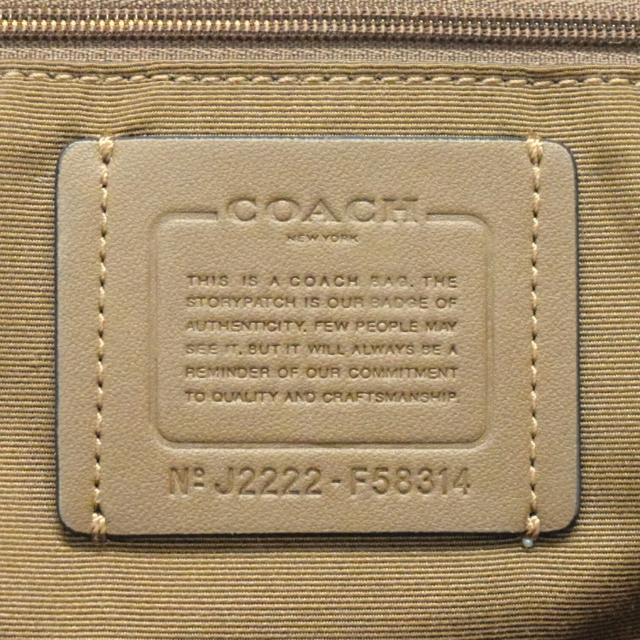 COACH
NEW YORK
THIS IS A COACH BAG. THE
STORYPATCH IS OUR BADGE OF
AUTHENTICITY. FEW PEOPLE MAY
SEE IT, BUT IT WILL ALWAYS BE A
REMINDER OF OUR COMMITMENT
TO QUALITY AND CRAFTSMANSHIP.
Nº J2222-F58314